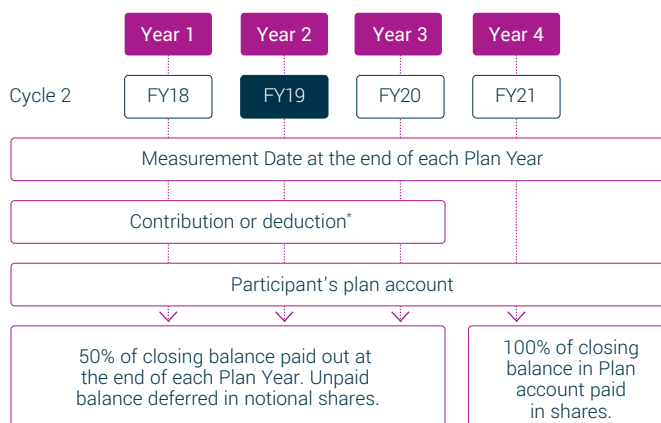 Year 1 Year 2 Year 3 Year 4
Cycle 2 FY18 FY19 FY20 FY21
Measurement Date at the end of each Plan Year
Contribution or deduction*
Participant's plan account
50% of closing balance paid out at
the end of each Plan Year. Unpaid
balance deferred in notional shares.
100% of closing
balance in Plan
account paid
in shares.